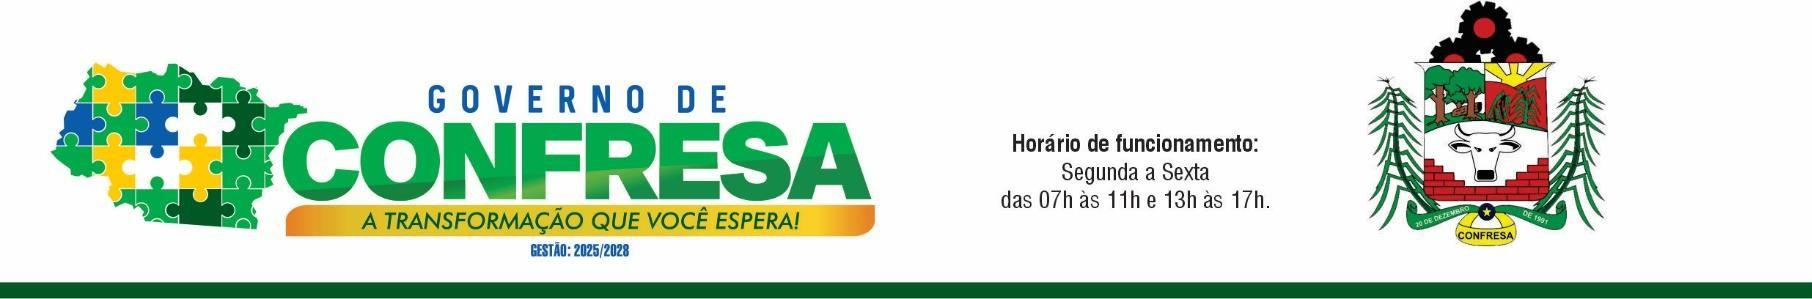 GOVERNO DE
CONFRESA
A TRANSFORMAÇÃO QUE VOCÊ ESPERA!
GESTÃO: 2025/2028
Horário de funcionamento:
Segunda a Sexta
das 07h às 11h e 13h às 17h.
20 DE DEZEMBRO DE 1991
CONFRESA